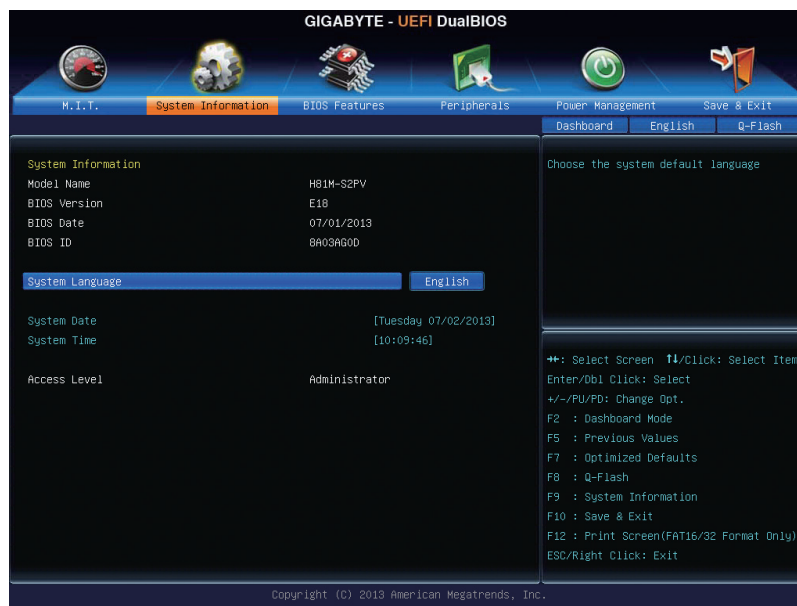 GIGABYTE - UEFI DualBIOS
M.I.T. System Information BIOS Features Peripherals Power Management Save & Exit
Dashboard English Q-Flash
System Information
Model Name H81M-S2PV
BIOS Version E18
BIOS Date 07/01/2013
BIOS ID 8A03AG0D
System Language English
System Date [Tuesday 07/02/2013]
System Time [10:09:46]
Access Level Administrator
Choose the system default language
→←: Select Screen ↑↓/Click: Select Item
Enter/Dbl Click: Select
+/-/PU/PD: Change Opt.
F2 : Dashboard Mode
F5 : Previous Values
F7 : Optimized Defaults
F8 : Q-Flash
F9 : System Information
F10 : Save & Exit
F12 : Print Screen(FAT16/32 Format Only)
ESC/Right Click: Exit
Copyright (C) 2013 American Megatrends, Inc.